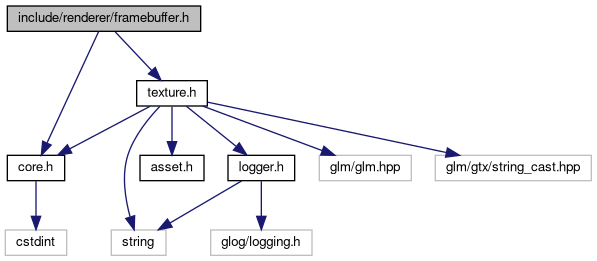 include/renderer/framebuffer.h
texture.h
core.h
asset.h
logger.h
glm/glm.hpp
glm/gtx/string_cast.hpp
cstdint
string
glog/logging.h